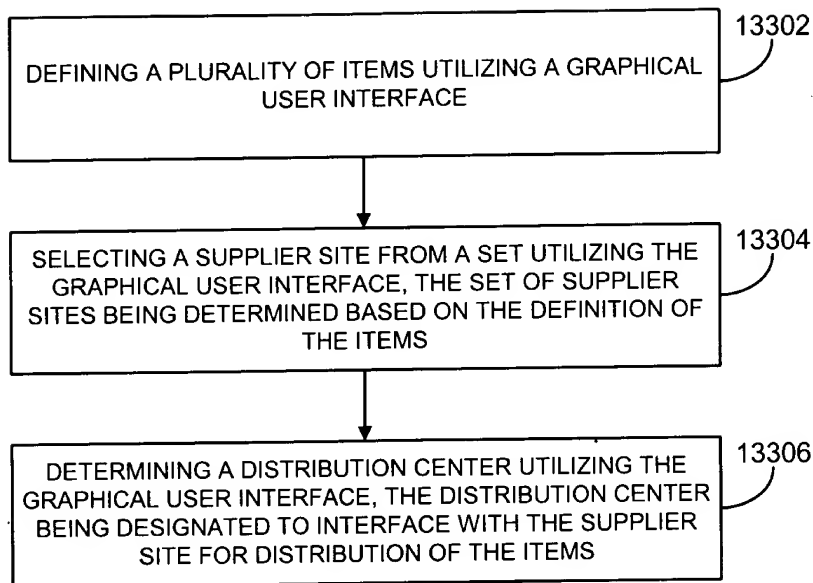 13302
DEFINING A PLURALITY OF ITEMS UTILIZING A GRAPHICAL
USER INTERFACE
13304
SELECTING A SUPPLIER SITE FROM A SET UTILIZING THE
GRAPHICAL USER INTERFACE, THE SET OF SUPPLIER
SITES BEING DETERMINED BASED ON THE DEFINITION OF
THE ITEMS
13306
DETERMINING A DISTRIBUTION CENTER UTILIZING THE
GRAPHICAL USER INTERFACE, THE DISTRIBUTION CENTER
BEING DESIGNATED TO INTERFACE WITH THE SUPPLIER
SITE FOR DISTRIBUTION OF THE ITEMS